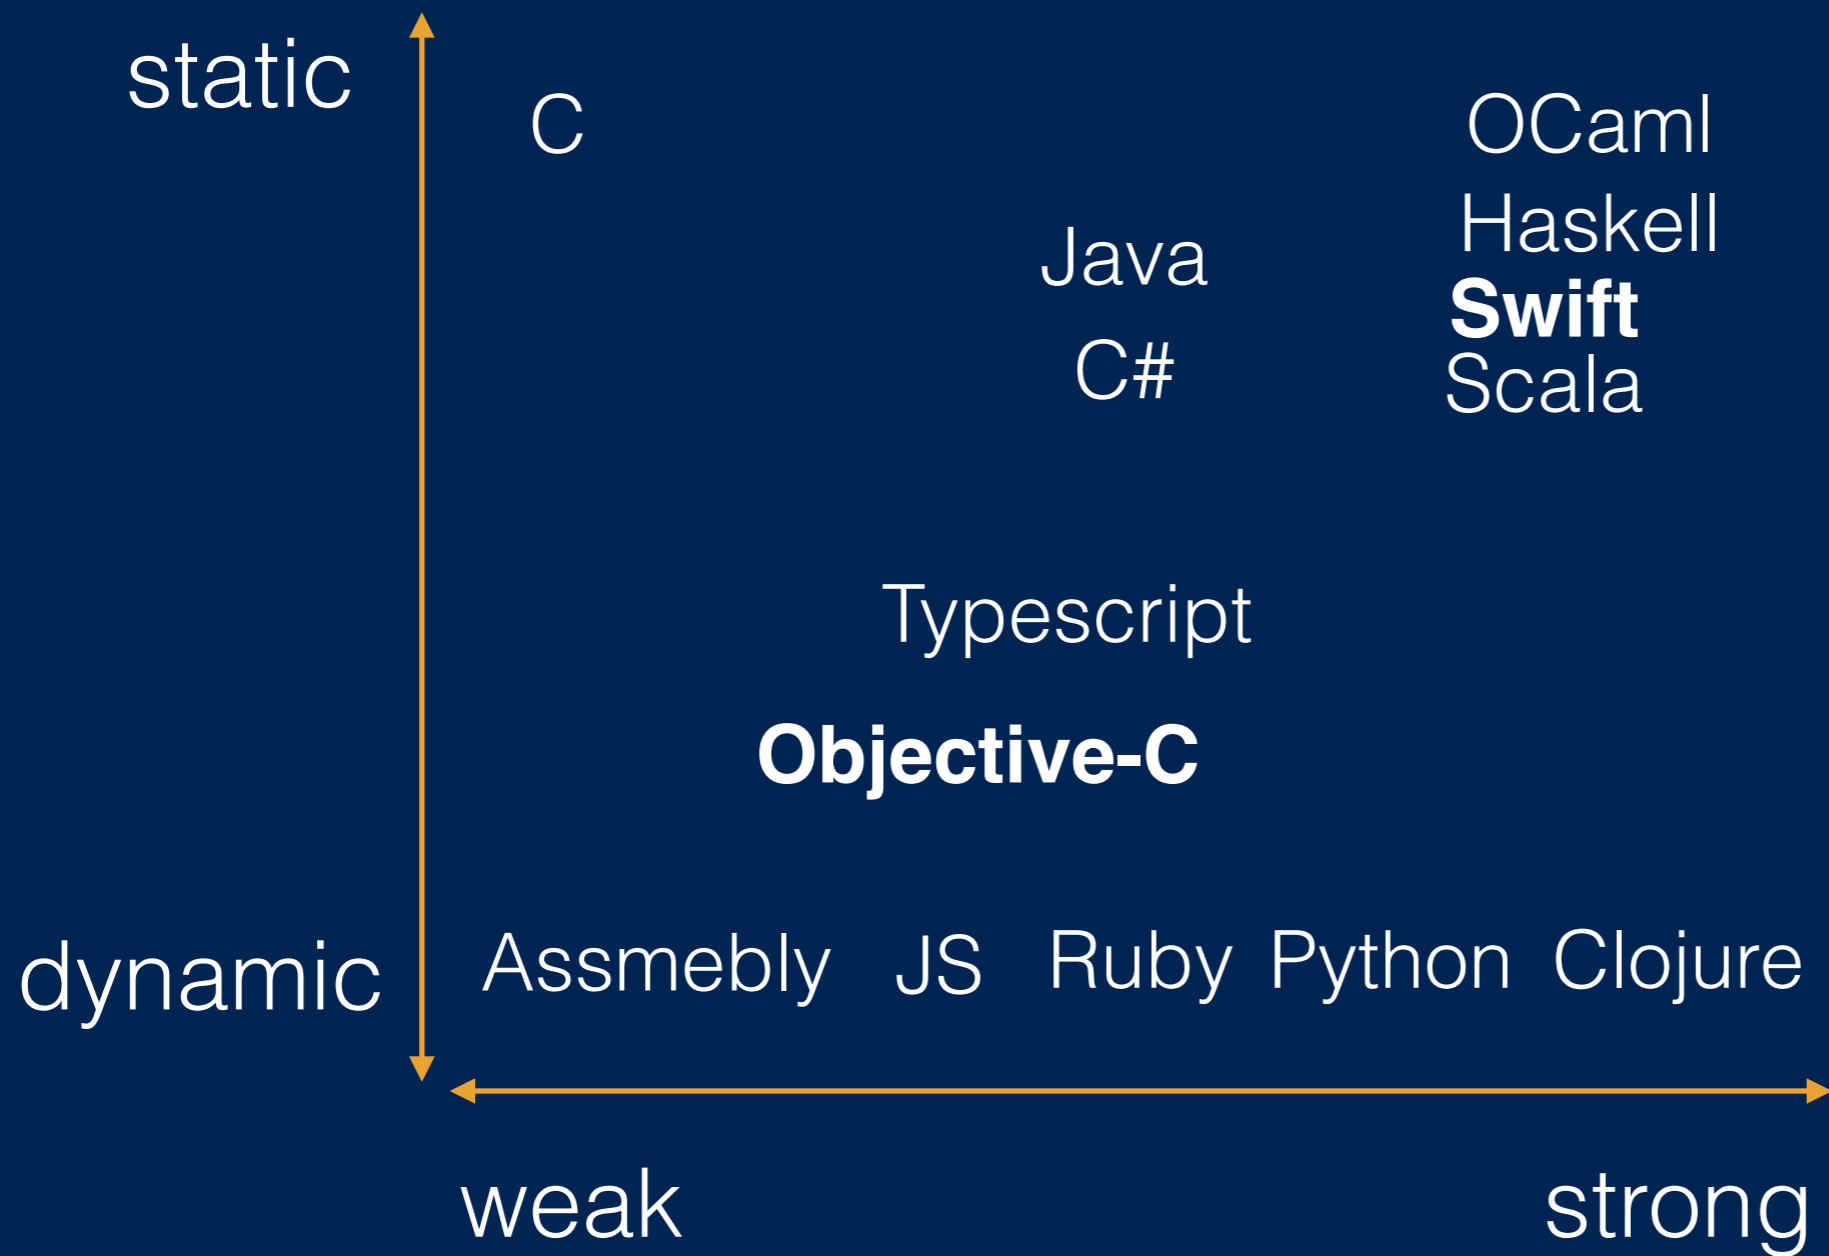 static
C
OCaml
Haskell
Java
Swift
C#
Scala
Typescript
Objective-C
dynamic
Assmebly JS Ruby Python Clojure
weak
strong